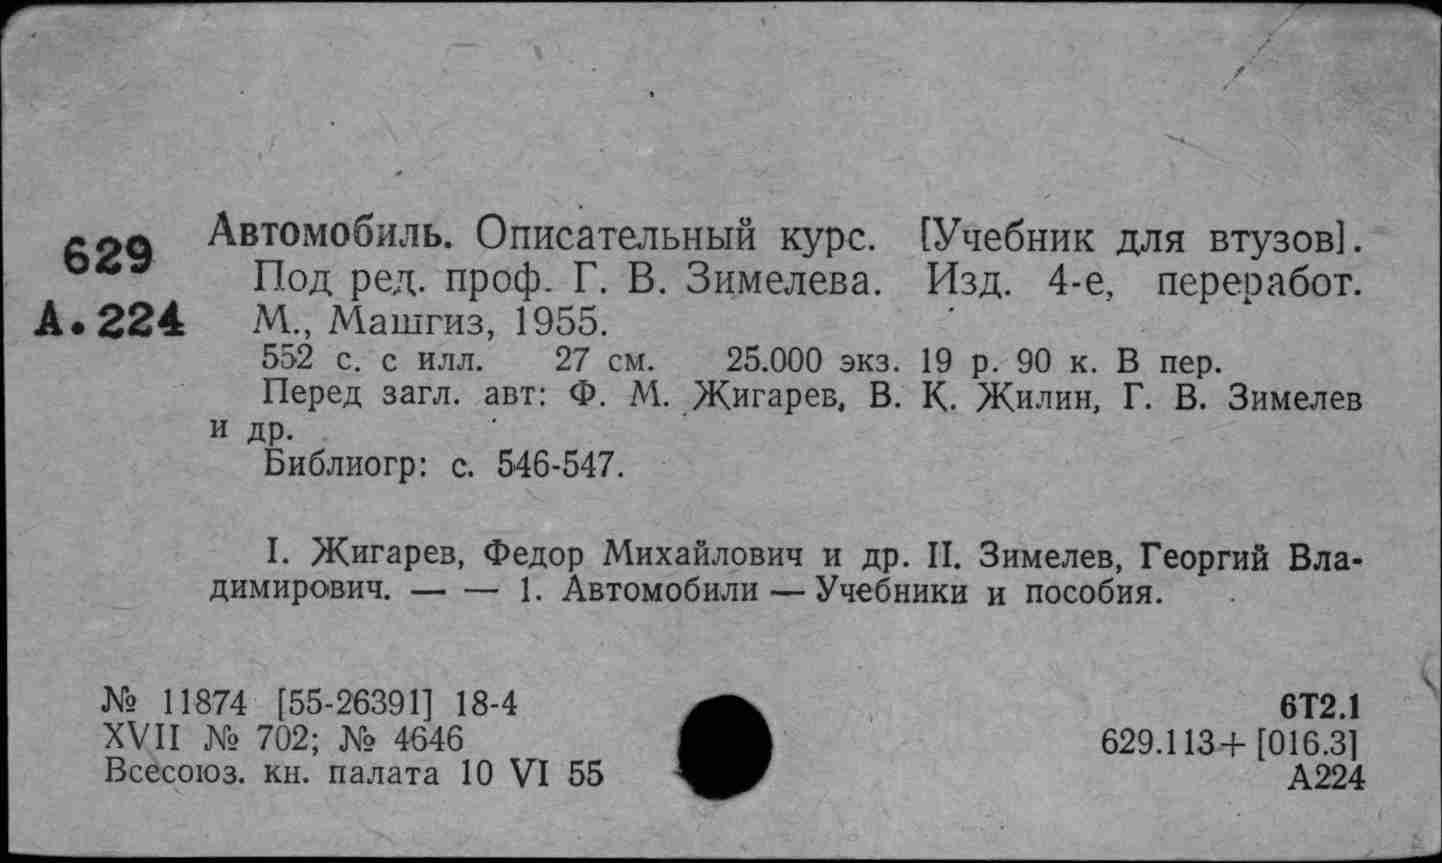 629
А.224
Автомобиль. Описательный курс. [Учебник для втузов].
Под ред. проф. Г. В. Зимелева. Изд. 4-е, переработ.
М., Машгиз, 1955.
552 с. с илл. 27 см. 25.000 экз. 19 р. 90 к. В пер.
Перед загл. авт: Ф. М. Жигарев, В. К. Жилин, Г. В. Зимелев
и др.
Библиогр: с. 546-547.
I. Жигарев, Федор Михайлович и др. II. Зимелев, Георгий Вла-
димирович. — — 1. Автомобили — Учебники и пособия.
№ 11874 [55-26391] 18-4
XVII № 702; № 4646
Всесоюз. кн. палата 10 VI 55
6Т2.1
629.113+[016.3]
А224